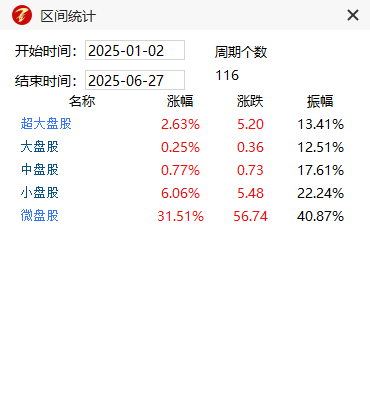 区间统计
开始时间： 2025-01-02 周期个数
结束时间： 2025-06-27 116
名称 涨幅 涨跌 振幅
超大盘股 2.63% 5.20 13.41%
大盘股 0.25% 0.36 12.51%
中盘股 0.77% 0.73 17.61%
小盘股 6.06% 5.48 22.24%
微盘股 31.51% 56.74 40.87%